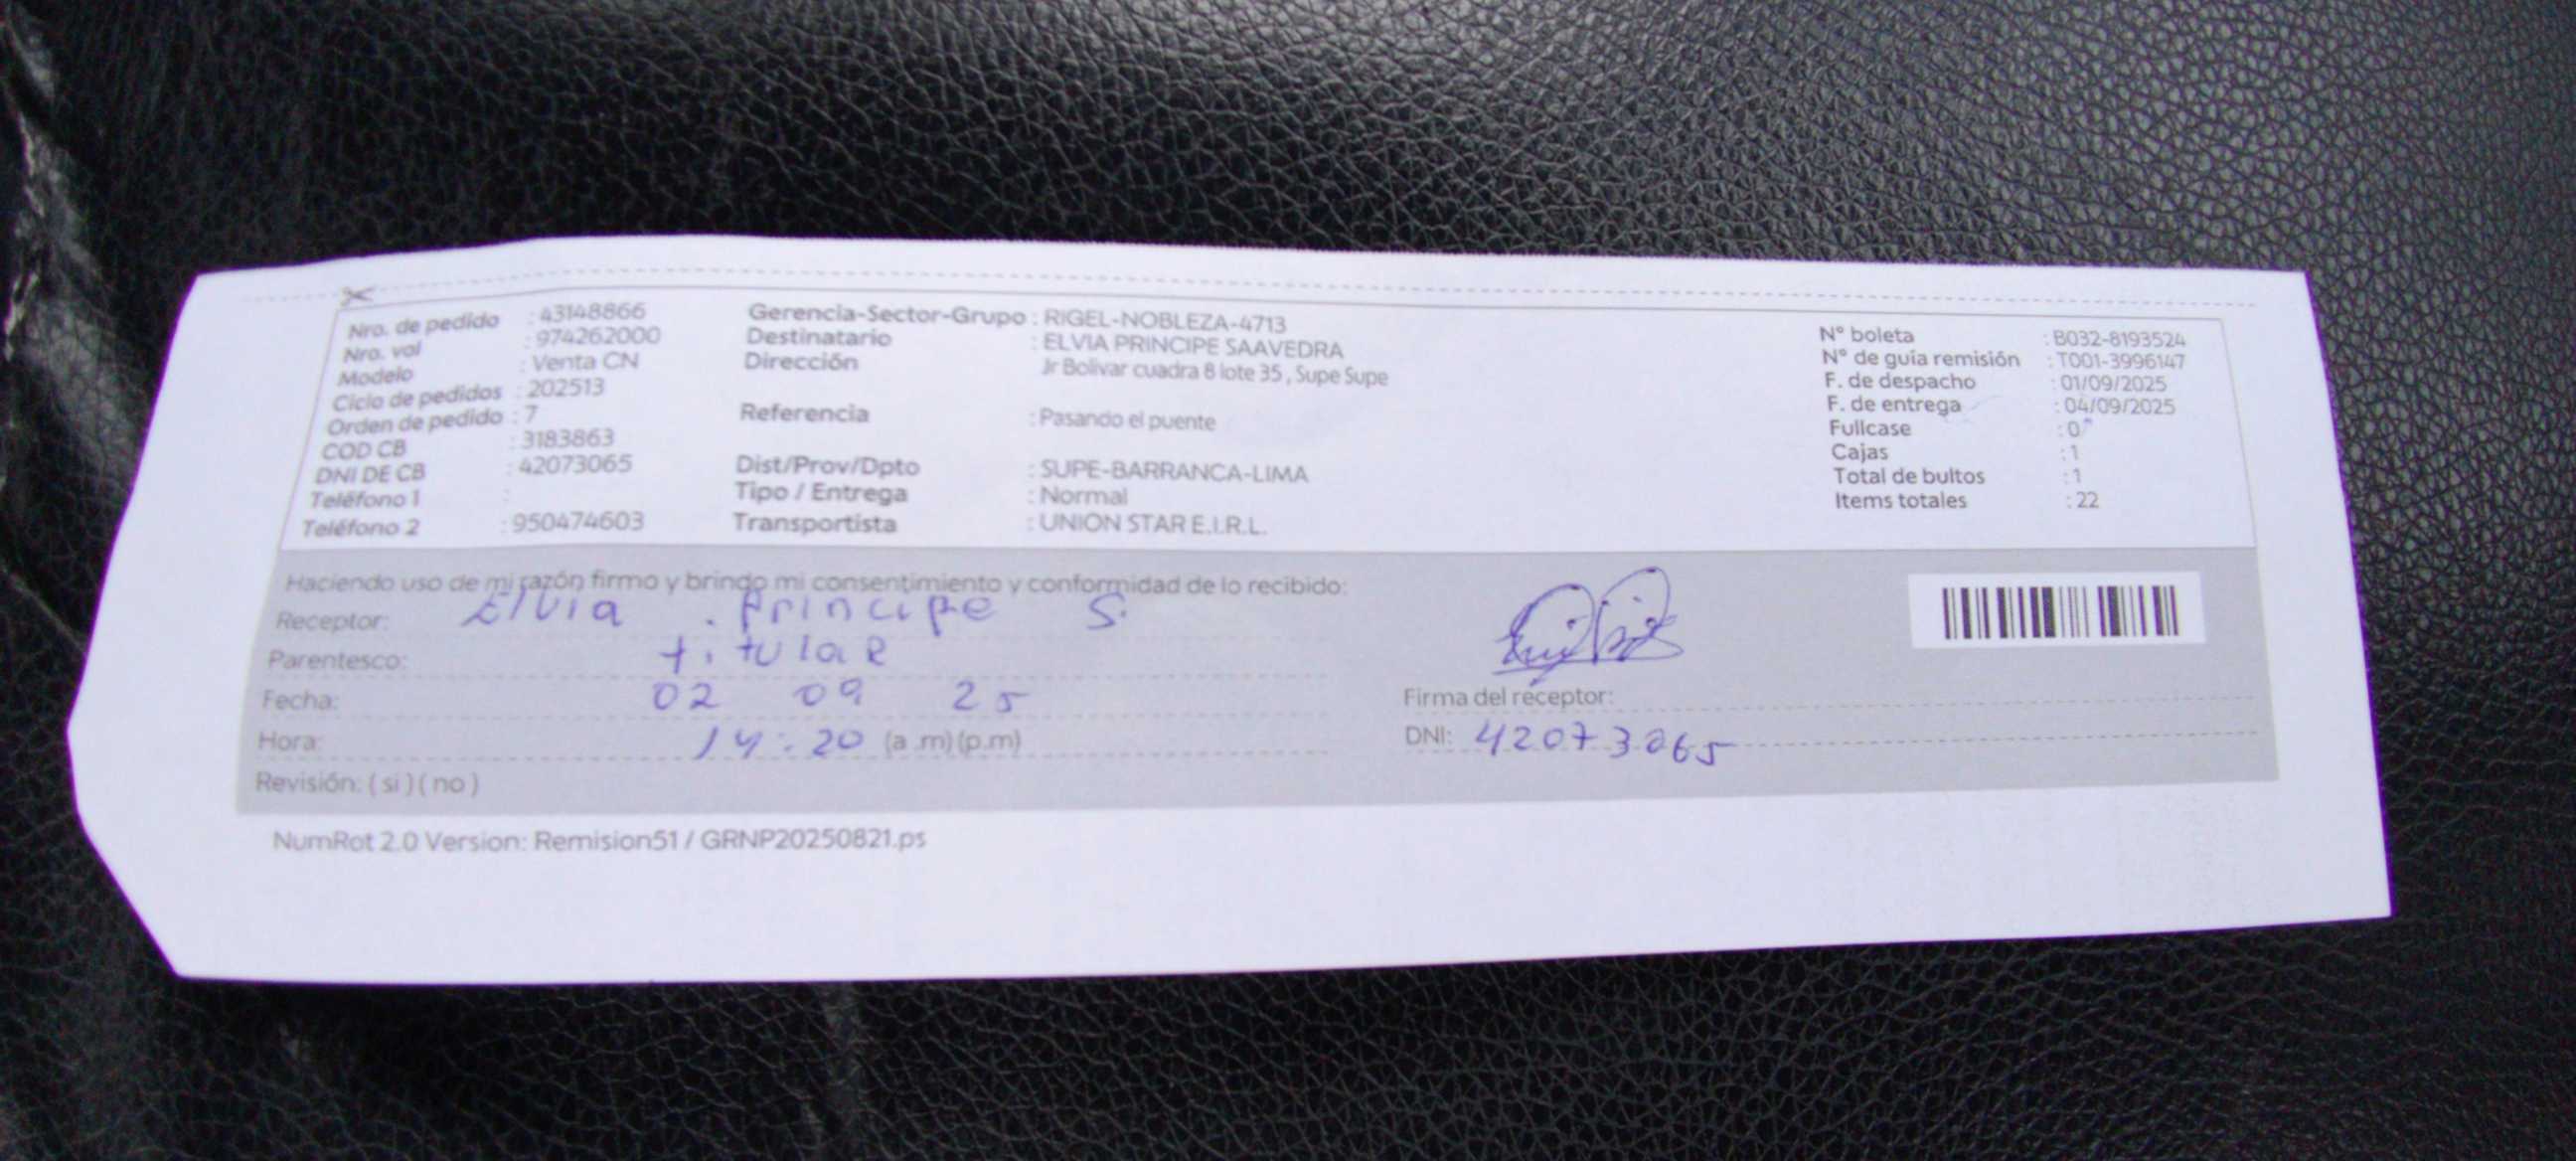 Nro. de pedido : 43148866
Nro. vol : 974262000
Modelo : Venta CN
Ciclo de pedidos : 202513
Orden de pedido : 7
COD CB : 3183863
DNI DE CB : 42073065
Teléfono 1 :
Teléfono 2 : 950474603
Gerencia-Sector-Grupo : RIGEL-NOBLEZA-4713
Destinatario : ELVIA PRINCIPE SAAVEDRA
Dirección : Jr Bolivar cuadra 8 lote 35 , Supe Supe
Referencia : Pasando el puente
Dist/Prov/Dpto : SUPE-BARRANCA-LIMA
Tipo / Entrega : Normal
Transportista : UNION STAR E.I.R.L.
N° boleta : B032-8193524
N° de guia remisión : T001-3996147
F. de despacho : 01/09/2025
F. de entrega : 04/09/2025
Fullcase : 0
Cajas : 1
Total de bultos : 1
Items totales : 22
Haciendo uso de mi razón firmo y brindo mi consentimiento y conformidad de lo recibido:
Receptor: Elvia . Principe S.
Parentesco: titulaR
Fecha: 02 09 25
Hora: 14:20 (a .m) (p.m)
Revisión: ( si ) ( no )
Firma del receptor:
DNI: 42073065
NumRot 2.0 Version: Remision51 / GRNP20250821.ps